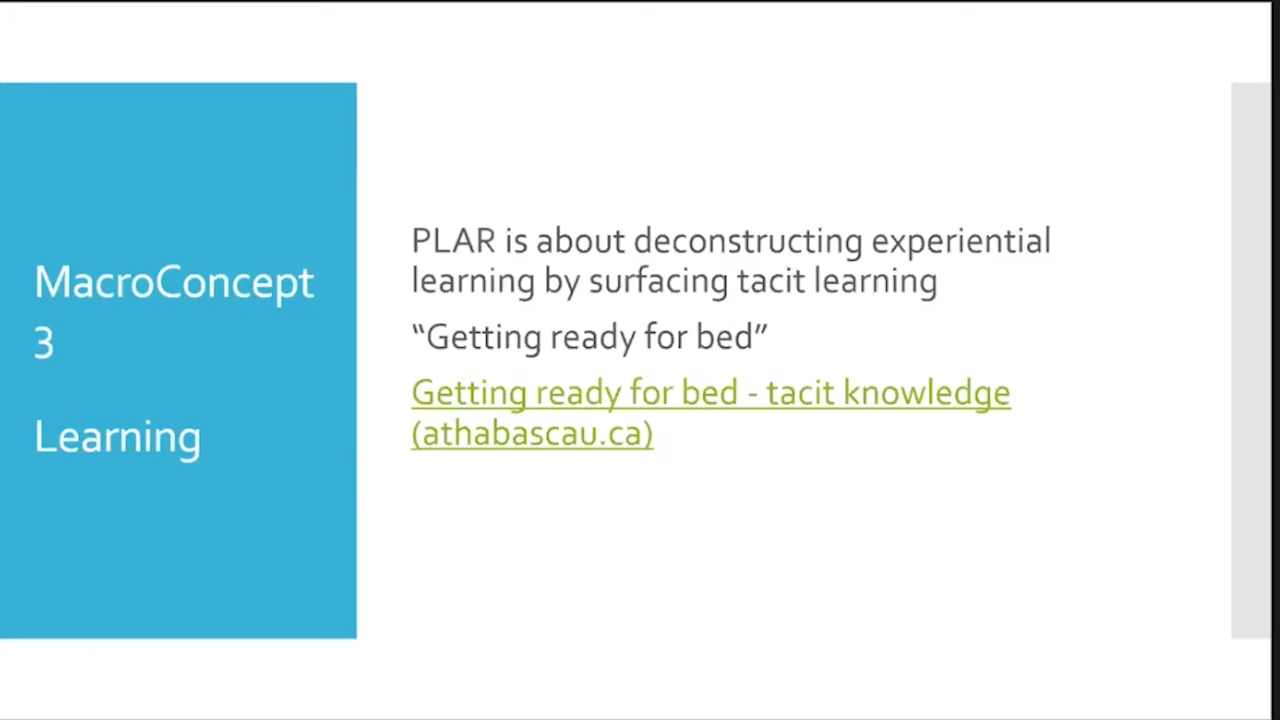 MacroConcept
3
Learning
PLAR is about deconstructing experiential
learning by surfacing tacit learning
“Getting ready for bed”
Getting ready for bed - tacit knowledge
(athabascau.ca)